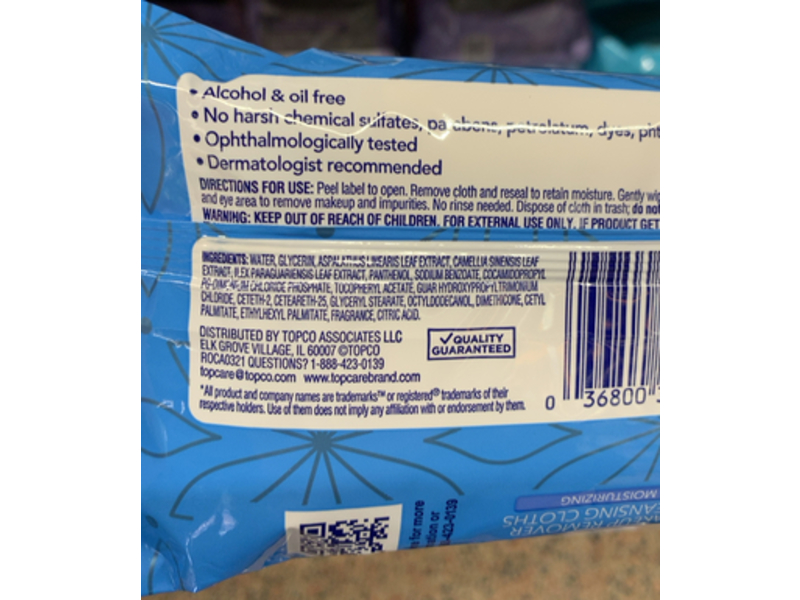 • Alcohol & oil free
• No harsh chemical sulfates, parabens, petrolatum, dyes,
• Ophthalmologically tested
• Dermatologist recommended
DIRECTIONS FOR USE: Peel label to open. Remove cloth and reseal to retain moisture. Gently
and eye area to remove makeup and impurities. No rinse needed. Dispose of cloth in trash; do not
WARNING: KEEP OUT OF REACH OF CHILDREN. FOR EXTERNAL USE ONLY. IF PRODUCT GET
INGREDIENTS: WATER, GLYCERIN, ASPALATHUS LINEARIS LEAF EXTRACT, CAMELLIA SINENSIS LEAF
EXTRACT, ILEX PARAGUARIENSIS LEAF EXTRACT, PANTHENOL, SODIUM BENZOATE, COCAMIDOPROPYL
PG-DIMONIUM CHLORIDE PHOSPHATE, TOCOPHERYL ACETATE, GUAR HYDROXYPROPYLTRIMONIUM
CHLORIDE, CETETH-2, CETEARETH-25, GLYCERYL STEARATE, OCTYLDODECANOL, DIMETHICONE, CETYL
PALMITATE, ETHYLHEXYL PALMITATE, FRAGRANCE, CITRIC ACID.
DISTRIBUTED BY TOPCO ASSOCIATES LLC
ELK GROVE VILLAGE, IL 60007 ©TOPCO
ROCA0321 QUESTIONS? 1-888-423-0139
topcare@topco.com www.topcarebrand.com
✓QUALITY
GUARANTEED
*All product and company names are trademarks™ or registered® trademarks of their
respective holders. Use of them does not imply any affiliation with or endorsement by them.
0 36800
MOISTURIZING
CLEANSING CLOTHS
MAKEUP REMOVER
for more
or
423-0139